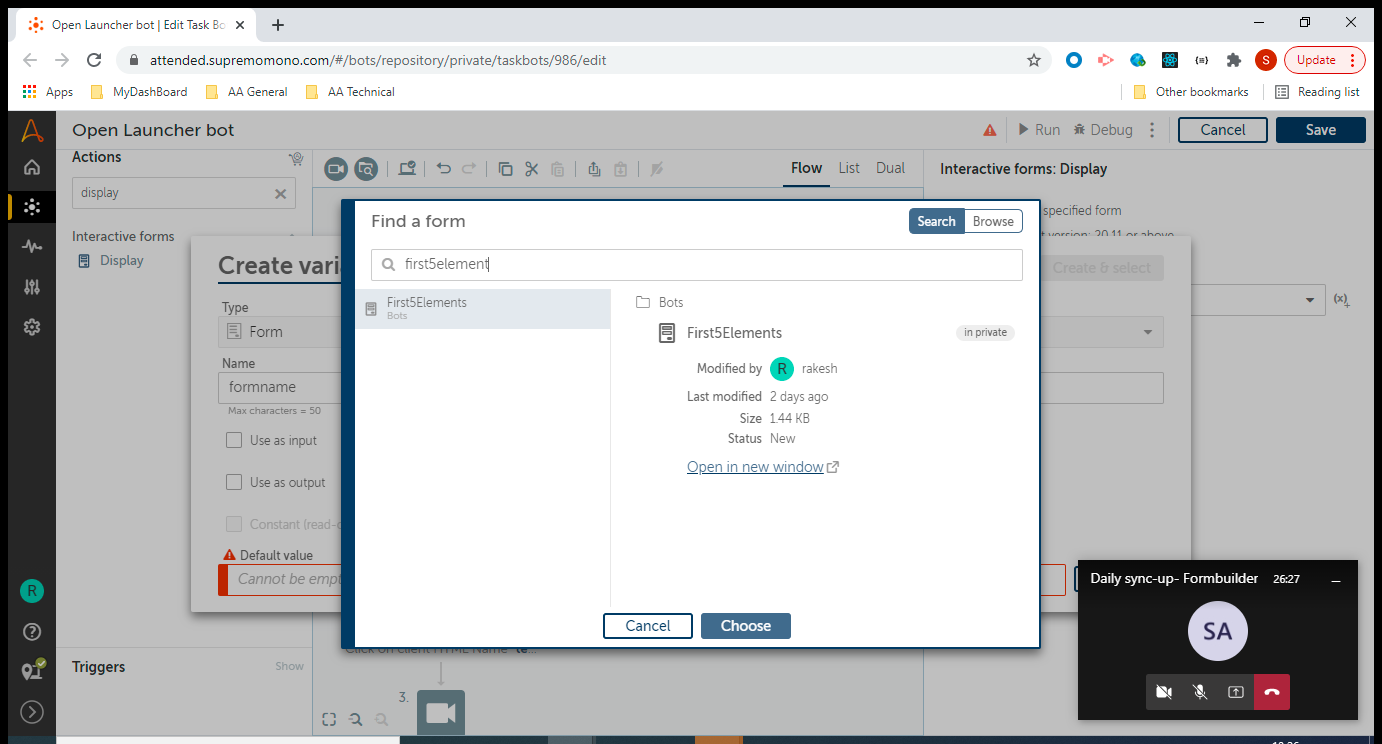 Open Launcher bot | Edit Task Bo
attended.supremomono.com/#/bots/repository/private/taskbots/986/edit
S
Update
Apps
MyDashBoard
AA General
AA Technical
Other bookmarks
Reading list
Open Launcher bot
Run
Debug
Cancel
Save
Actions
Flow
List
Dual
Interactive forms: Display
display
specified form
t version: 20.11 or above
Interactive forms
Display
Find a form
Search
Browse
first5element
Create varia
Create & select
First5Elements
Bots
Bots
First5Elements
in private
Modified by
R
rakesh
Last modified
2 days ago
Size
1.44 KB
Status
New
Open in new window
Type
Form
(x)+
Name
formname
Max characters = 50
Use as input
Use as output
Constant (read-o
Default value
Cannot be empt
Cancel
Choose
Daily sync-up- Formbuilder
26:27
SA
R
Click On Client HTML Name "te...
Triggers
Show
3.